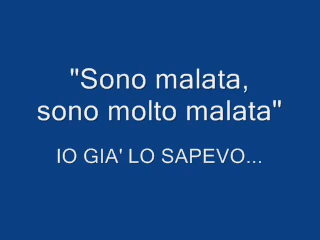 "Sono malata,
sono molto malata"
IO GIA' LO SAPEVO...